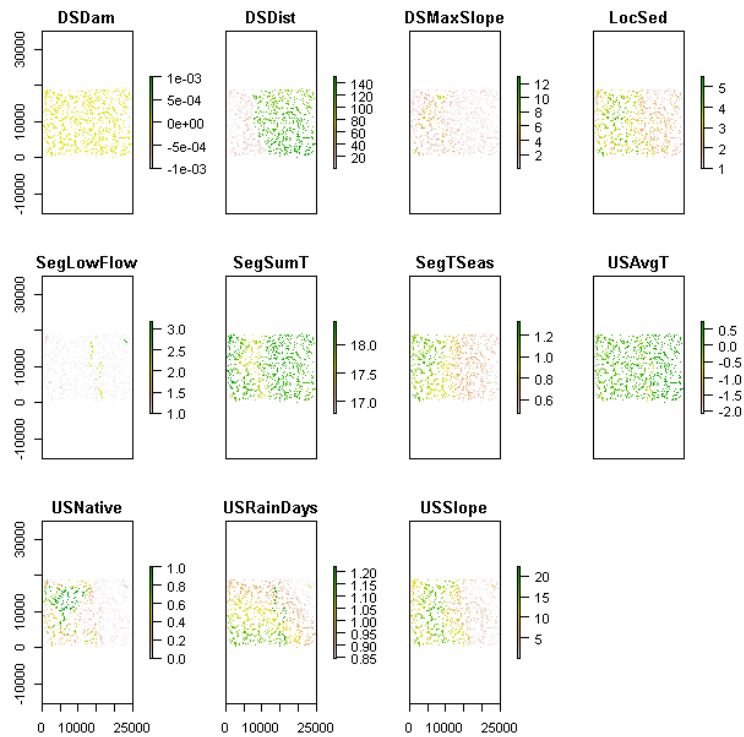 DSDam DSDist DSMaxSlope LocSed
30000 10000 0 -10000
1e-03 5e-04 0e+00 -5e-04 -1e-03
140 120 100 80 60 40 20
12 10 8 6 4 2
5 4 3 2 1
SegLowFlow SegSumT SegTSeas USAvgT
30000 10000 0 -10000
3.0 2.5 2.0 1.5 1.0
18.0 17.5 17.0
1.2 1.0 0.8 0.6
0.5 0.0 -0.5 -1.0 -1.5 -2.0
USNative USRainDays USSlope
30000 10000 0 -10000
1.0 0.8 0.6 0.4 0.2 0.0
1.20 1.15 1.10 1.05 1.00 0.95 0.90 0.85
20 15 10 5
0 10000 25000 0 10000 25000 0 10000 25000